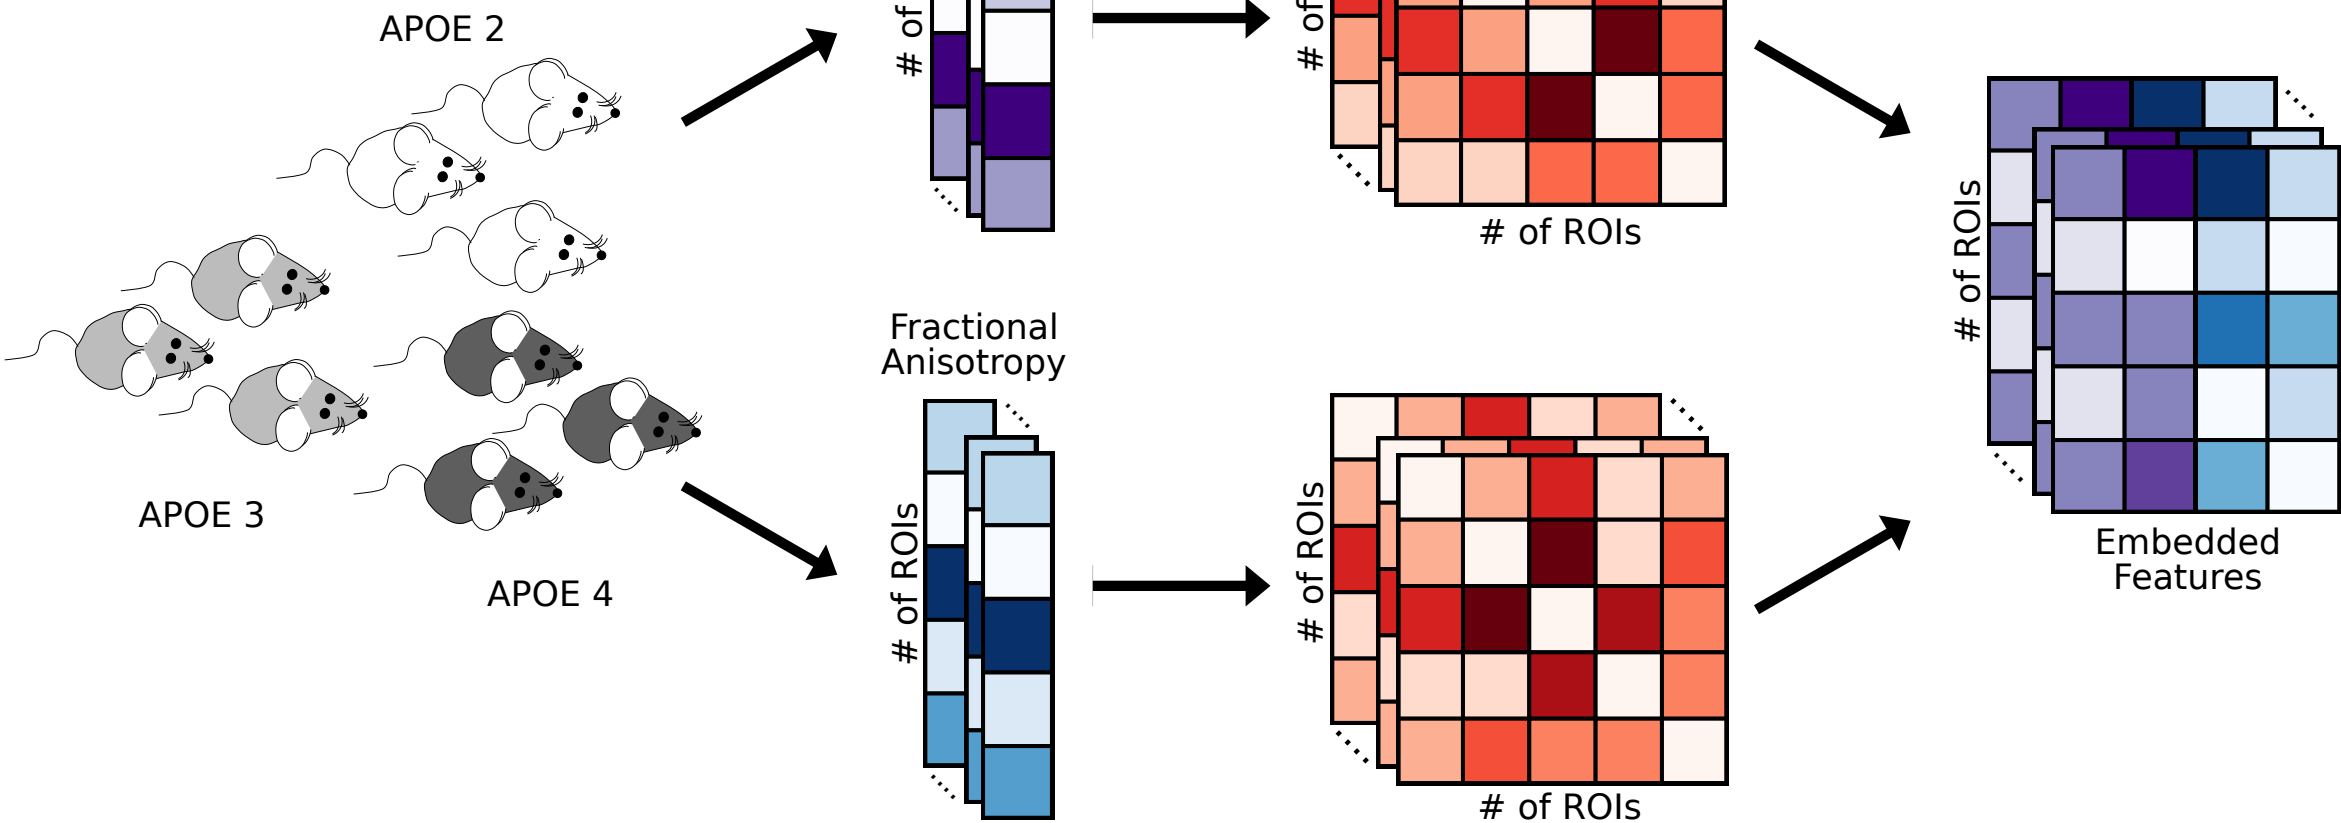 APOE 2
APOE 3
APOE 4
# of
Fractional
Anisotropy
# of ROIs
# of
# of ROIs
# of ROIs
# of ROIs
# of ROIs
Embedded
Features